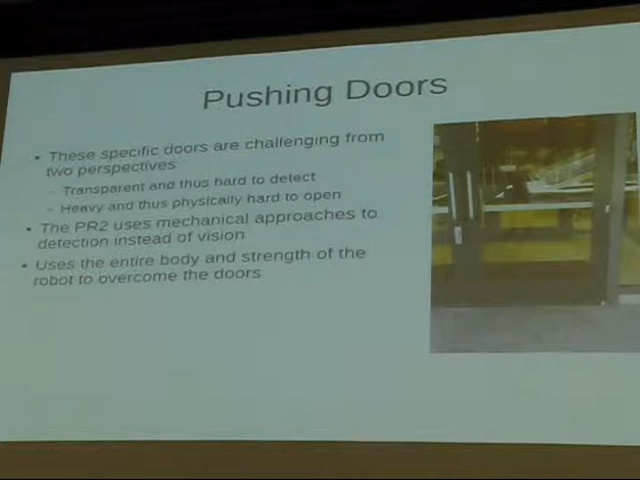 Pushing Doors
• These specific doors are challenging from
two perspectives
- Transparent and thus hard to detect
- Heavy and thus physically hard to open
• The PR2 uses mechanical approaches to
detection instead of vision
• Uses the entire body and strength of the
robot to overcome the doors